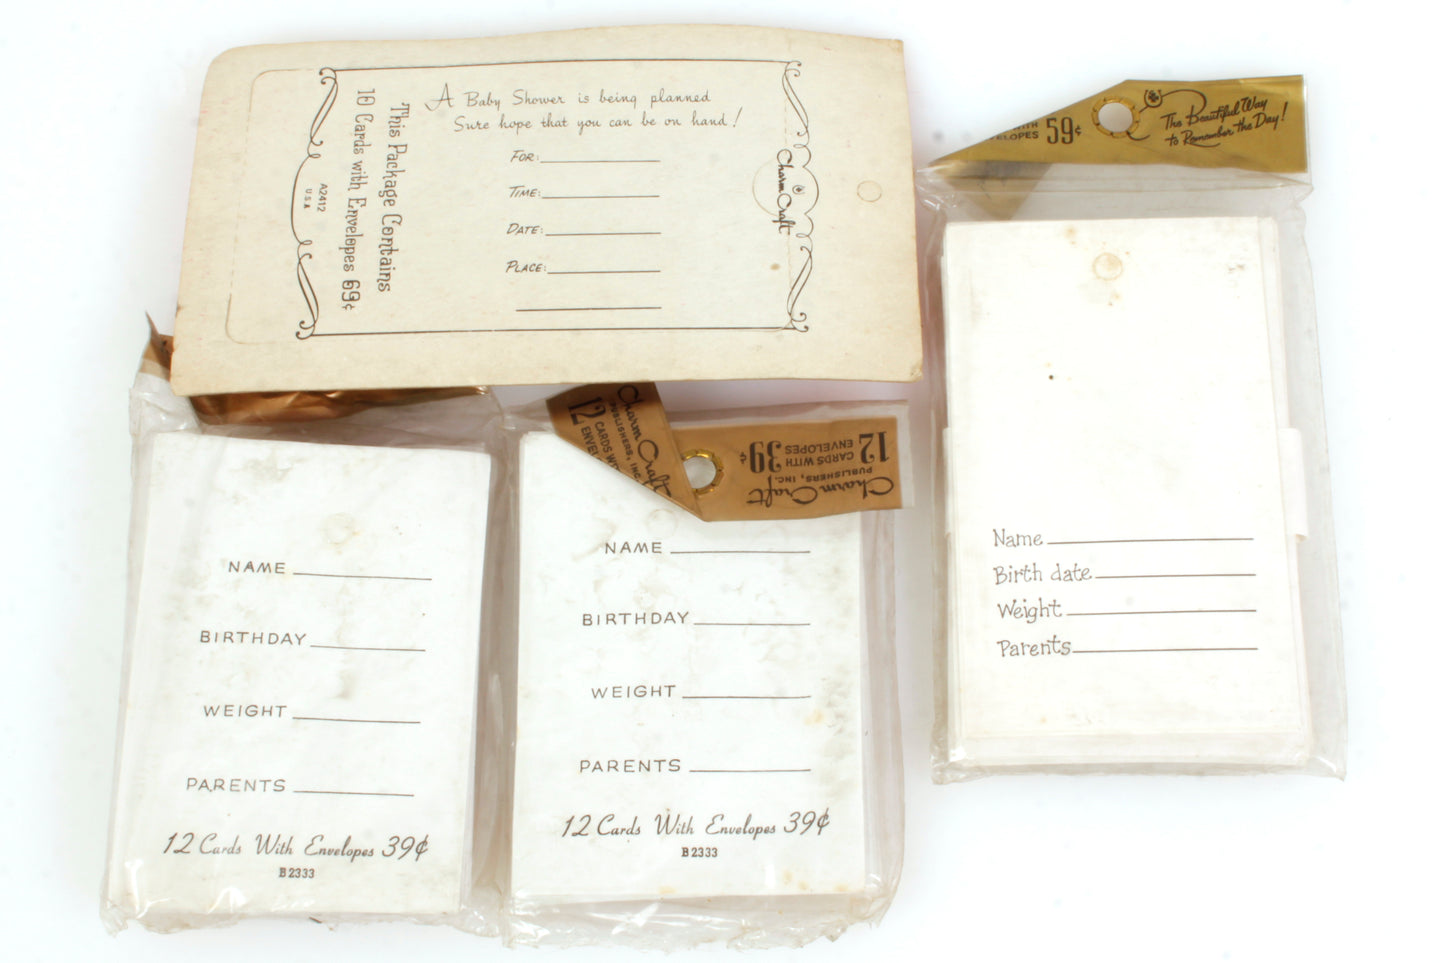 A Baby Shower is being planned
Sure hope that you can be on hand!
FOR:
TIME:
DATE:
PLACE:
This Package Contains
10 Cards with Envelopes 69¢
A2412
U.S.A
Charm Craft
WITH 59¢
The Beautiful Way
to Remember the Day!
Name
Birth date
Weight
Parents
NAME
BIRTHDAY
WEIGHT
PARENTS
12 Cards With Envelopes 39¢
B2333
Charm Craft
PUBLISHERS, INC.
12 CARDS
Charm Craft
PUBLISHERS, INC.
12 CARDS WITH
ENVELOPES 39¢
NAME
BIRTHDAY
WEIGHT
PARENTS
12 Cards With Envelopes 39¢
B2333